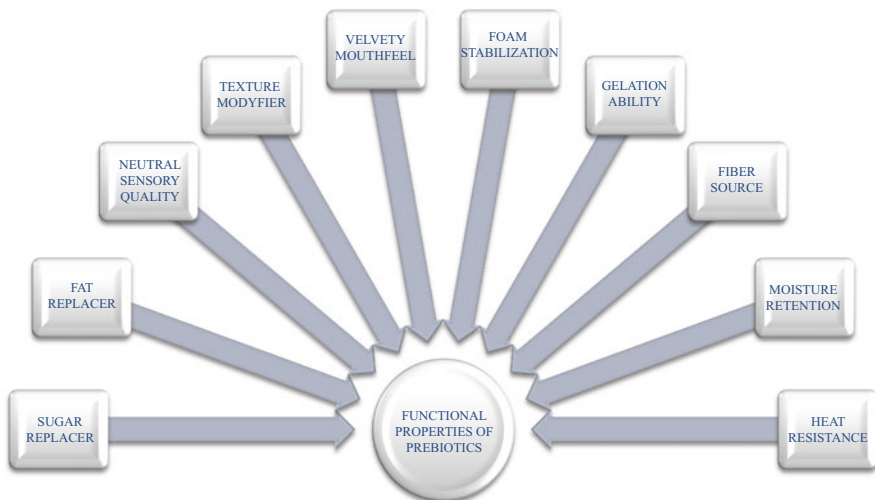 VELVETY
MOUTHFEEL
FOAM
STABILIZATION
TEXTURE
MODYFIER
GELATION
ABILITY
NEUTRAL
SENSORY
QUALITY
FIBER
SOURCE
FAT
REPLACER
MOISTURE
RETENTION
SUGAR
REPLACER
FUNCTIONAL
PROPERTIES OF
PREBIOTICS
HEAT
RESISTANCE